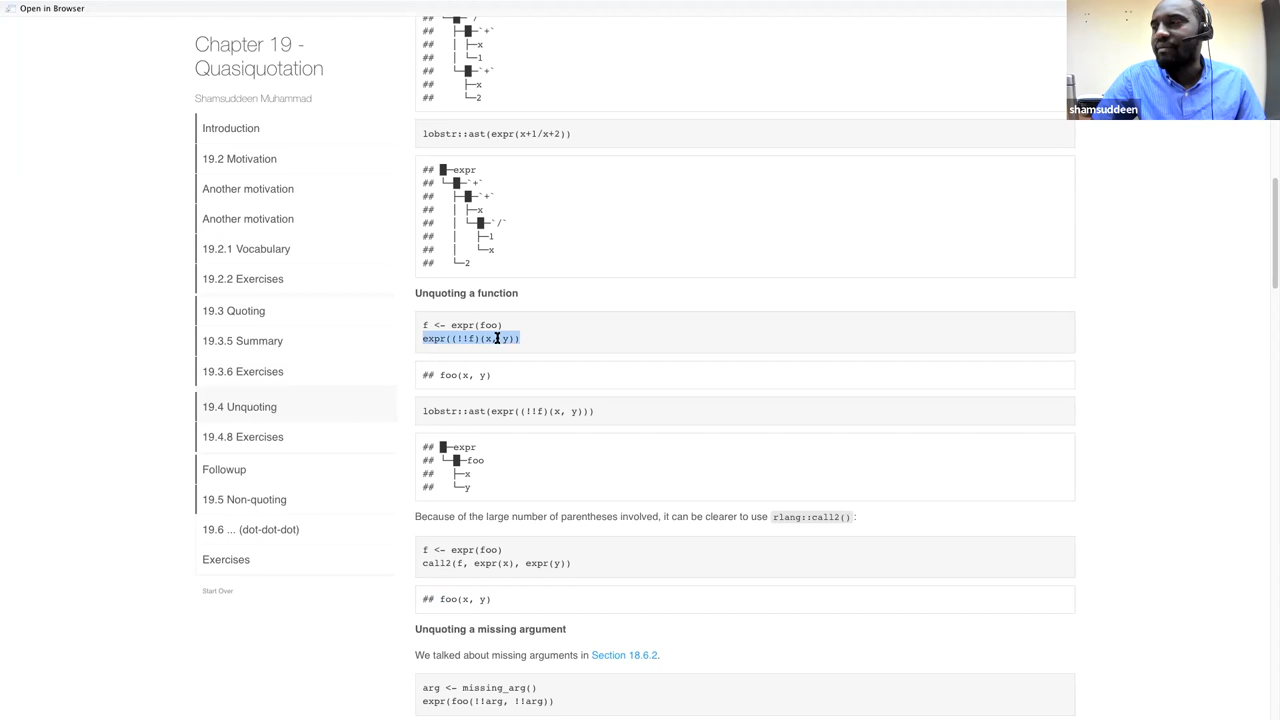 Open in Browser
Chapter 19 -
Quasiquotation
Shamsuddeen Muhammad
Introduction
19.2 Motivation
Another motivation
Another motivation
19.2.1 Vocabulary
19.2.2 Exercises
19.3 Quoting
19.3.5 Summary
19.3.6 Exercises
19.4 Unquoting
19.4.8 Exercises
Followup
19.5 Non-quoting
19.6 ... (dot-dot-dot)
Exercises
Start Over
## └─█─`/`
##   ├─█─`+`
##   │ ├─x
##   │ └─1
##   └─█─`+`
##     ├─x
##     └─2
lobstr::ast(expr(x+1/x+2))
## █─expr
## └─█─`+`
##   ├─█─`+`
##   │ ├─x
##   │ └─█─`/`
##   │   ├─1
##   │   └─x
##   └─2
Unquoting a function
f <- expr(foo)
expr((!!f)(x, y))
## foo(x, y)
lobstr::ast(expr((!!f)(x, y)))
## █─expr
## └─█─foo
##   ├─x
##   └─y
Because of the large number of parentheses involved, it can be clearer to use rlang::call2():
f <- expr(foo)
call2(f, expr(x), expr(y))
## foo(x, y)
Unquoting a missing argument
We talked about missing arguments in Section 18.6.2.
arg <- missing_arg()
expr(foo(!!arg, !!arg))
shamsuddeen